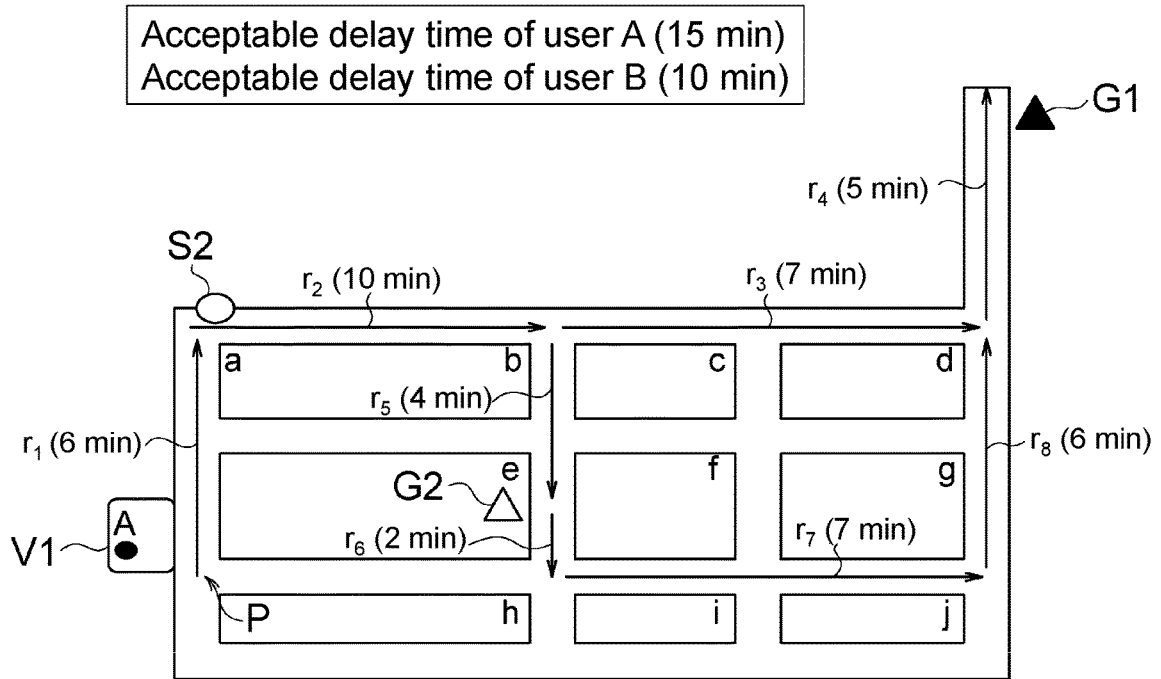 Acceptable delay time of user A (15 min)
Acceptable delay time of user B (10 min)
G1
r4 (5 min)
S2
r2 (10 min)
r3 (7 min)
a
b
c
d
r5 (4 min)
r1 (6 min)
r8 (6 min)
e
f
g
G2
A
V1
r6 (2 min)
r7 (7 min)
P
h
i
j